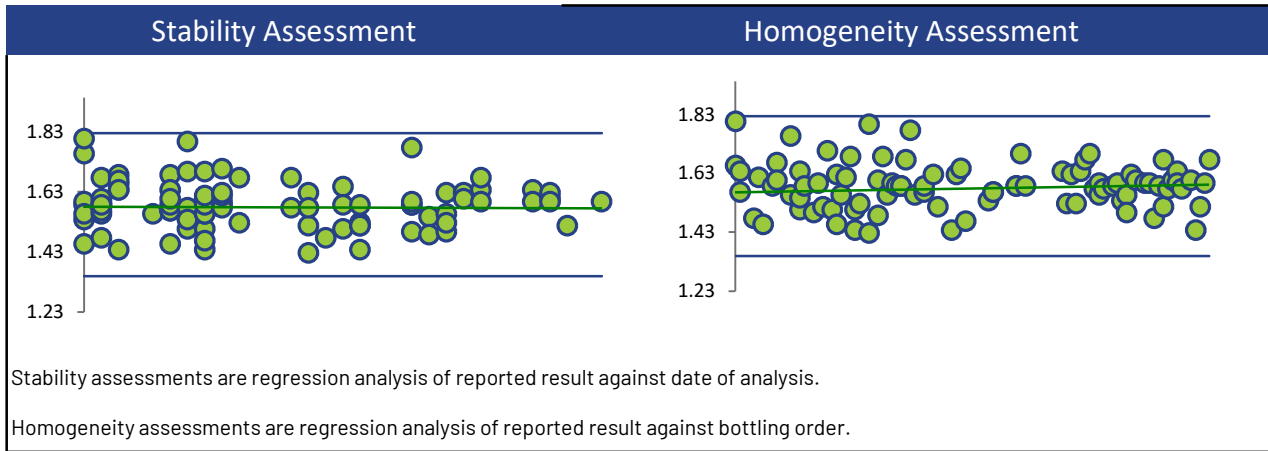 Stability Assessment
Homogeneity Assessment
1.83
1.63
1.43
1.23
1.83
1.63
1.43
1.23
Stability assessments are regression analysis of reported result against date of analysis.
Homogeneity assessments are regression analysis of reported result against bottling order.